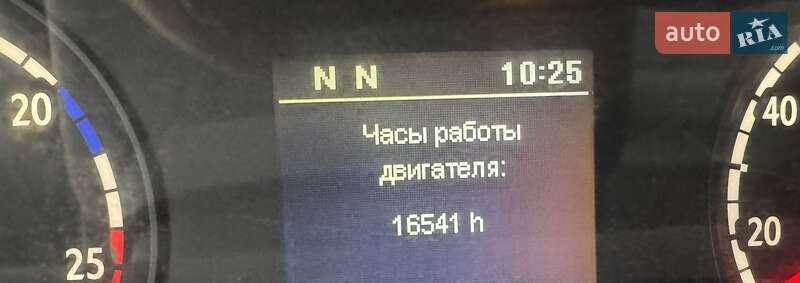 auto RIA
N N 10:25
20
Часы работы
40
двигателя:
16541 h
20
25